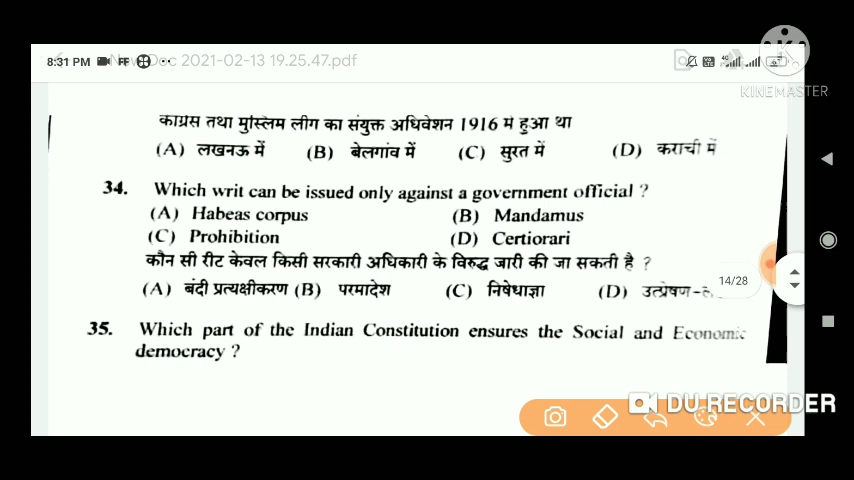 8:31 PM
New Doc 2021-02-13 19.25.47.pdf
KINEMASTER
काग्रस तथा मुस्लिम लीग का संयुक्त अधिवेशन 1916 म हुआ था
(A) लखनऊ में (B) बेलगांव में (C) सुरत में (D) कराची में
34. Which writ can be issued only against a government official ?
(A) Habeas corpus (B) Mandamus
(C) Prohibition (D) Certiorari
कौन सी रीट केवल किसी सरकारी अधिकारी के विरुद्ध जारी की जा सकती है ?
(A) बंदी प्रत्यक्षीकरण (B) परमादेश (C) निषेधाज्ञा (D) उत्प्रेषण-
14/28
35. Which part of the Indian Constitution ensures the Social and Economic
democracy ?
DU RECORDER